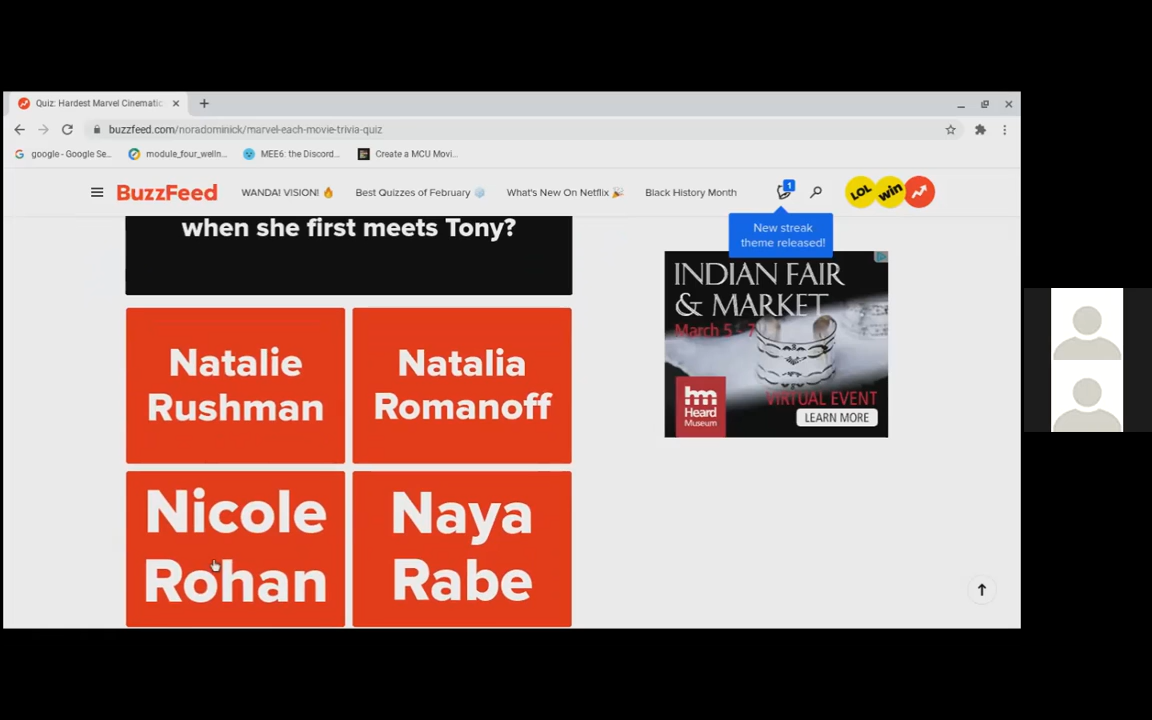 Quiz: Hardest Marvel Cinematic
buzzfeed.com/noradominick/marvel-each-movie-trivia-quiz
google - Google Se...
module_four_welln...
MEE6: the Discord...
Create a MCU Movi...
BuzzFeed
WANDA! VISION! 🔥
Best Quizzes of February
What's New On Netflix 🎉
Black History Month
1
LOL
win
New streak
theme released!
when she first meets Tony?
Natalie
Rushman
Natalia
Romanoff
Nicole
Rohan
Naya
Rabe
INDIAN FAIR
& MARKET
March 5 - 7
VIRTUAL EVENT
LEARN MORE
hm
Heard
Museum